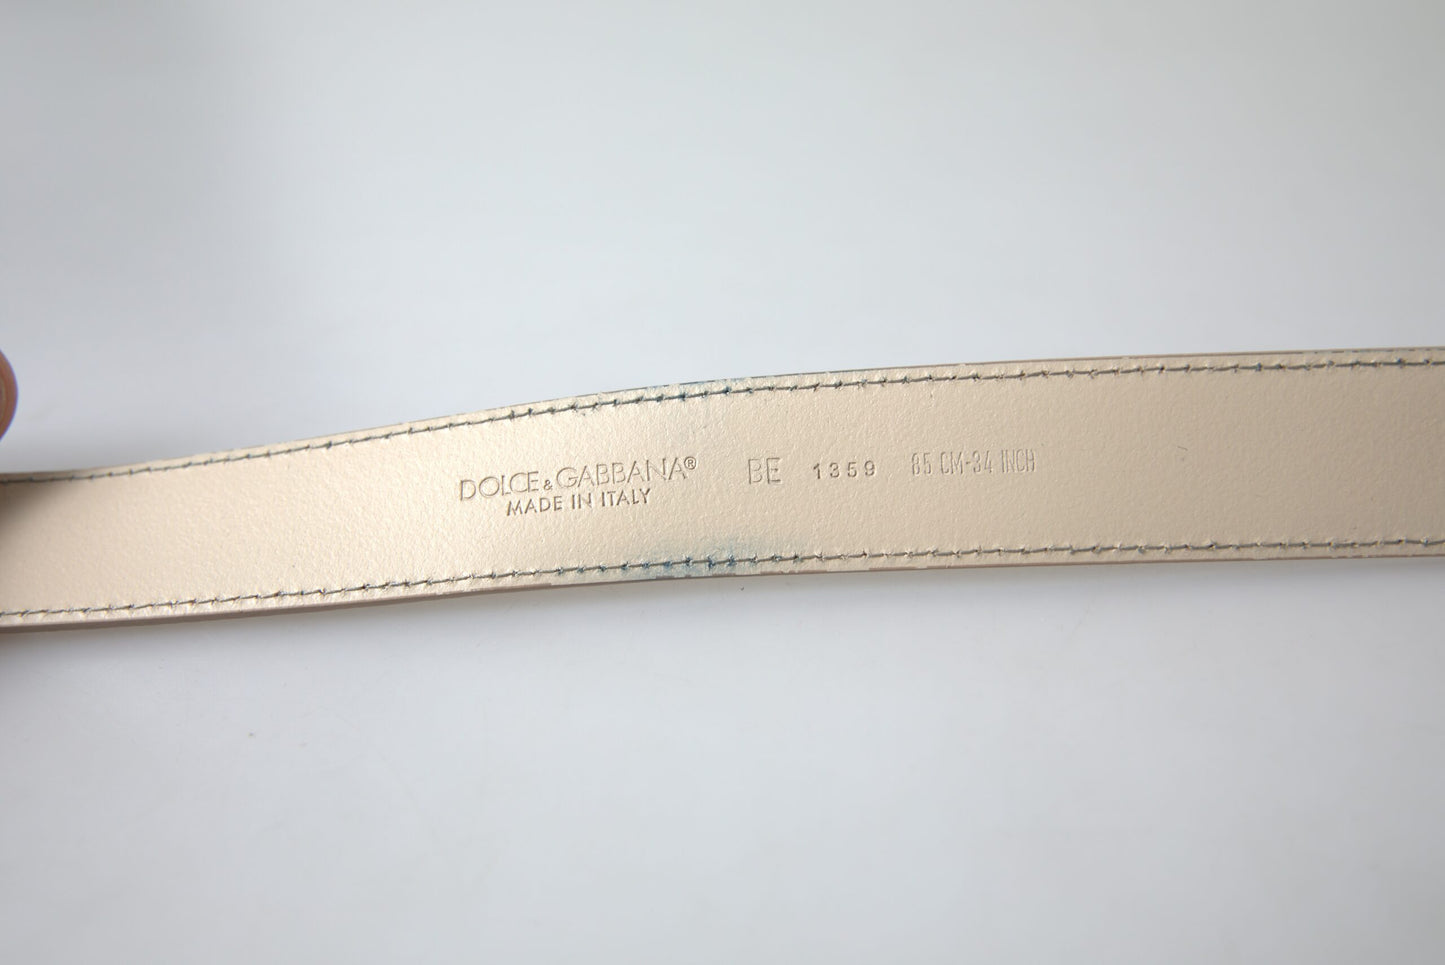 DOLCE & GABBANA® BE 1359 85 CM-34 INCH
MADE IN ITALY